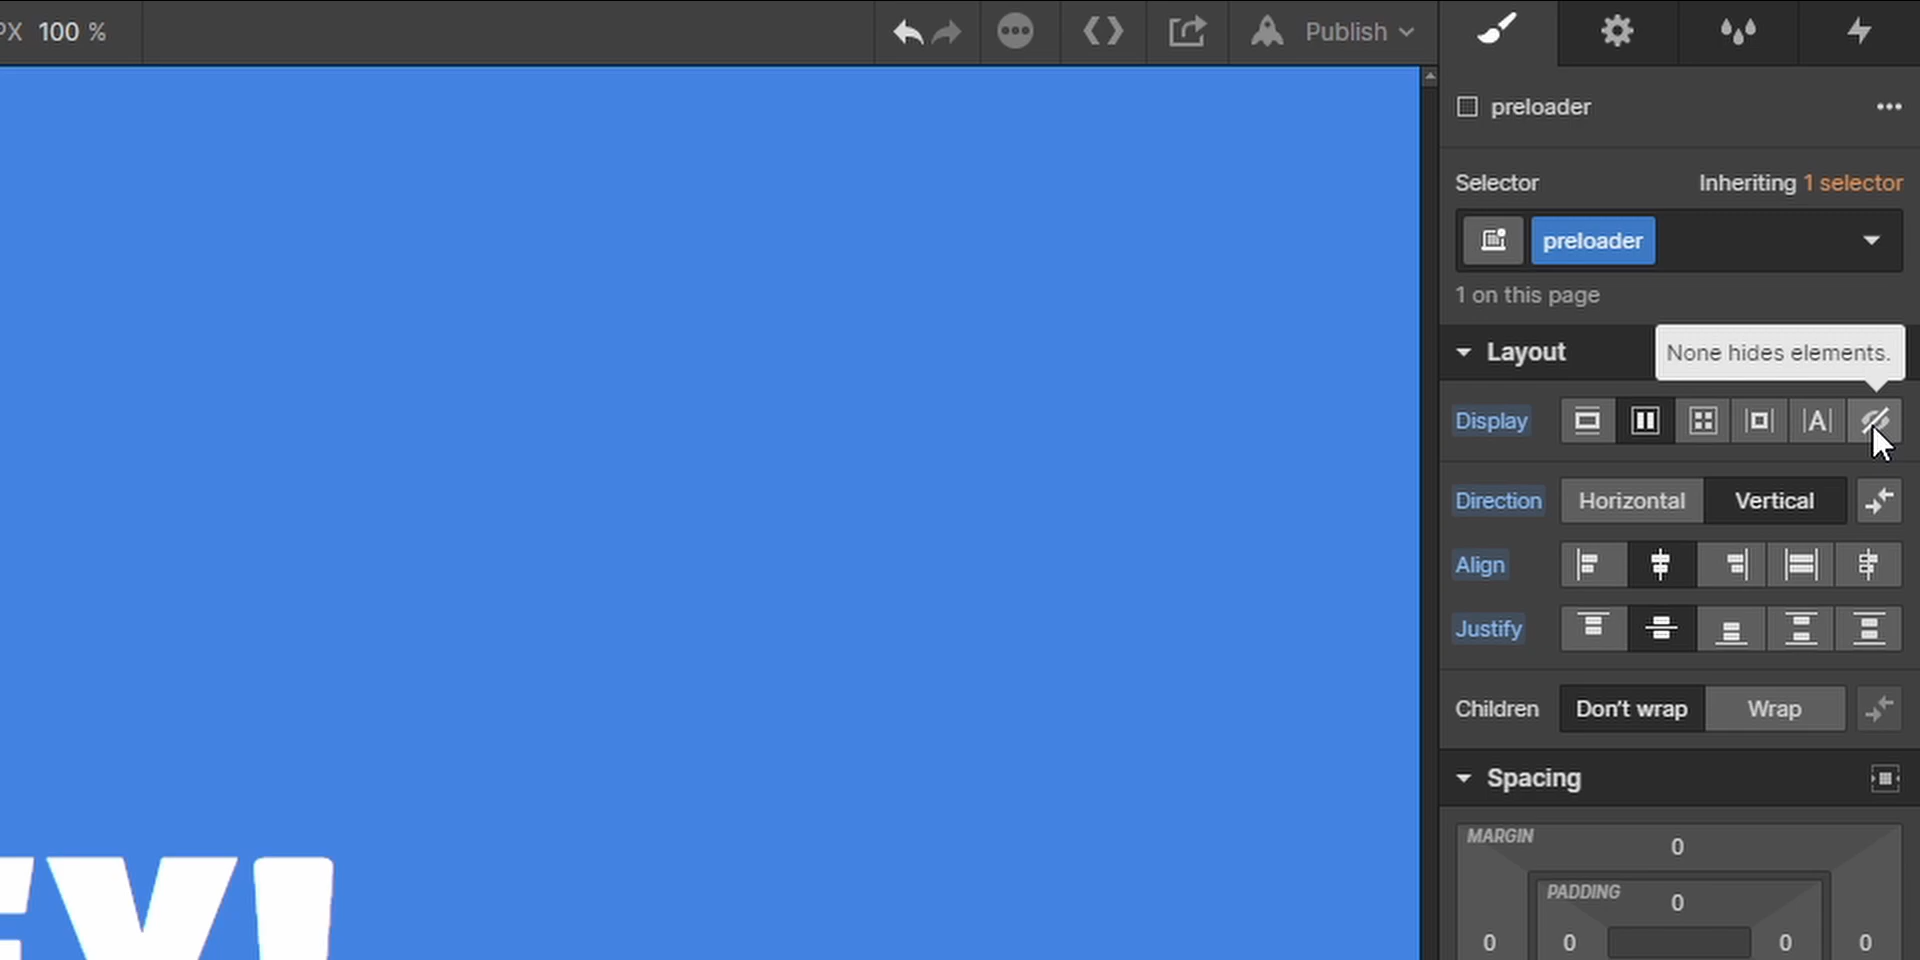 PX 100 %
Publish
preloader
Selector
Inheriting 1 selector
preloader
1 on this page
Layout
None hides elements.
Display
A
Direction
Horizontal
Vertical
Align
Justify
Children
Don't wrap
Wrap
Spacing
MARGIN
0
PADDING
0
0
0
0
0
EY!